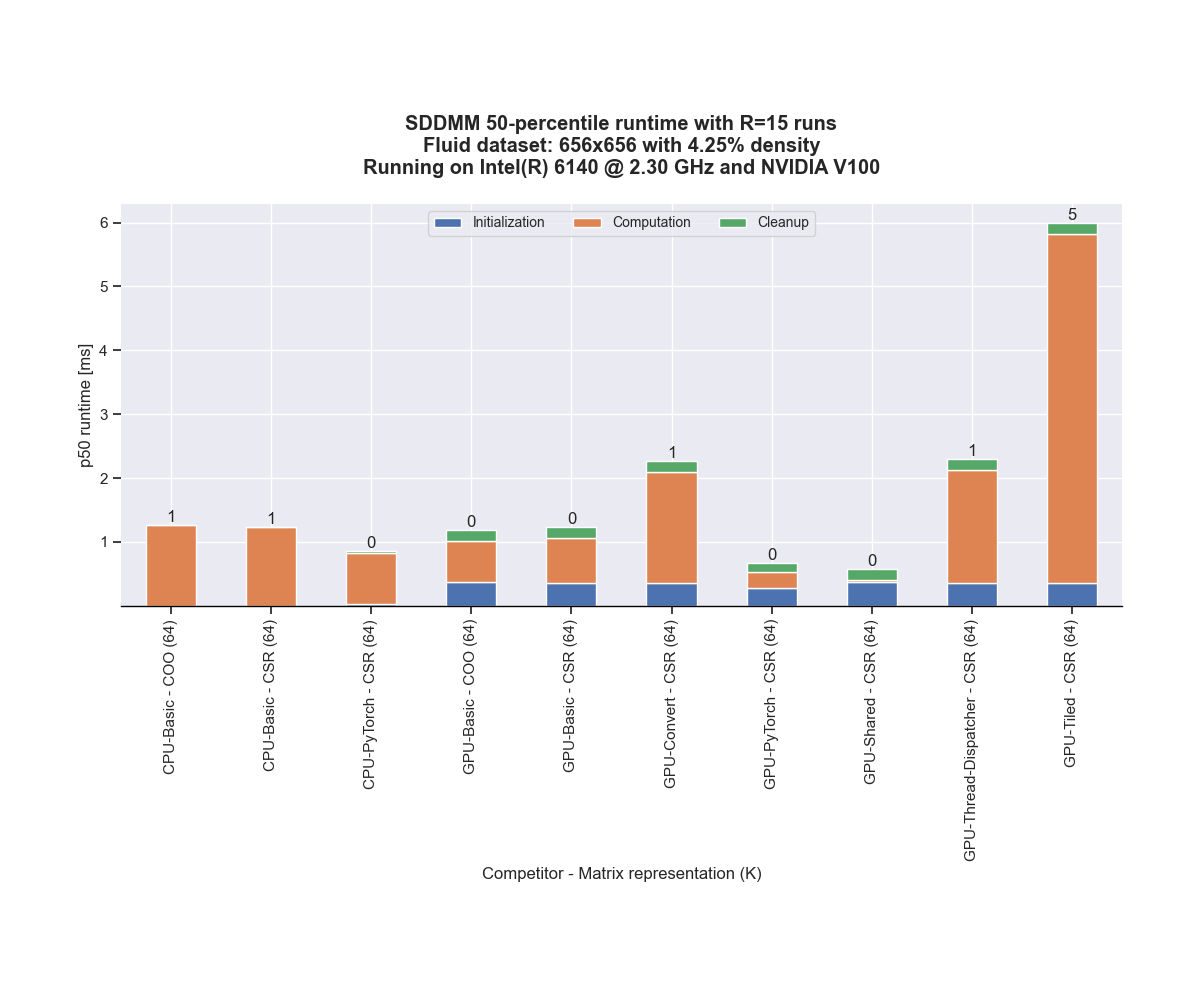 SDDMM 50-percentile runtime with R=15 runs
Fluid dataset: 656x656 with 4.25% density
Running on Intel(R) 6140 @ 2.30 GHz and NVIDIA V100
Initialization Computation Cleanup
p50 runtime [ms]
6
5
4
3
2
1
1
1
0
0
0
1
0
0
1
5
CPU-Basic - COO (64)
CPU-Basic - CSR (64)
CPU-PyTorch - CSR (64)
GPU-Basic - COO (64)
GPU-Basic - CSR (64)
GPU-Convert - CSR (64)
GPU-PyTorch - CSR (64)
GPU-Shared - CSR (64)
GPU-Thread-Dispatcher - CSR (64)
GPU-Tiled - CSR (64)
Competitor - Matrix representation (K)